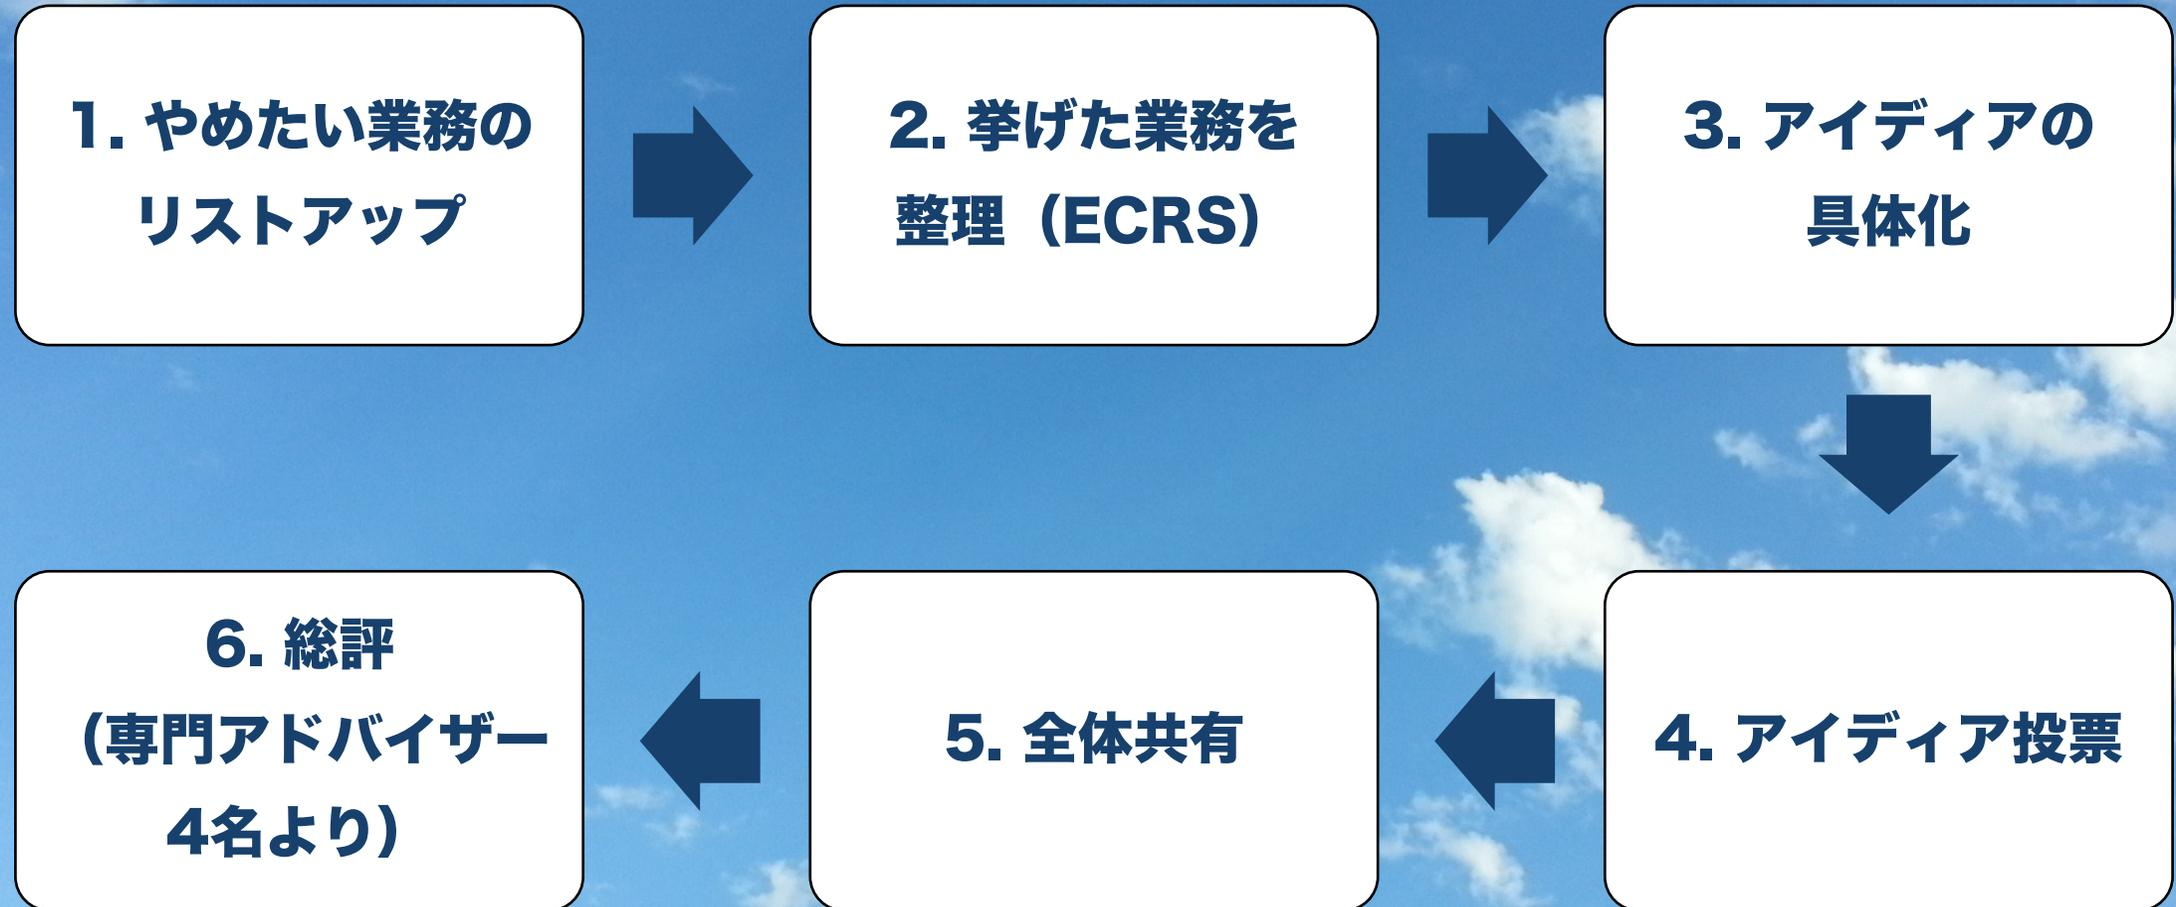 1. やめたい業務の
リストアップ
2. 挙げた業務を
整理（ECRS）
3. アイディアの
具体化
4. アイディア投票
5. 全体共有
6. 総評
（専門アドバイザー
4名より）